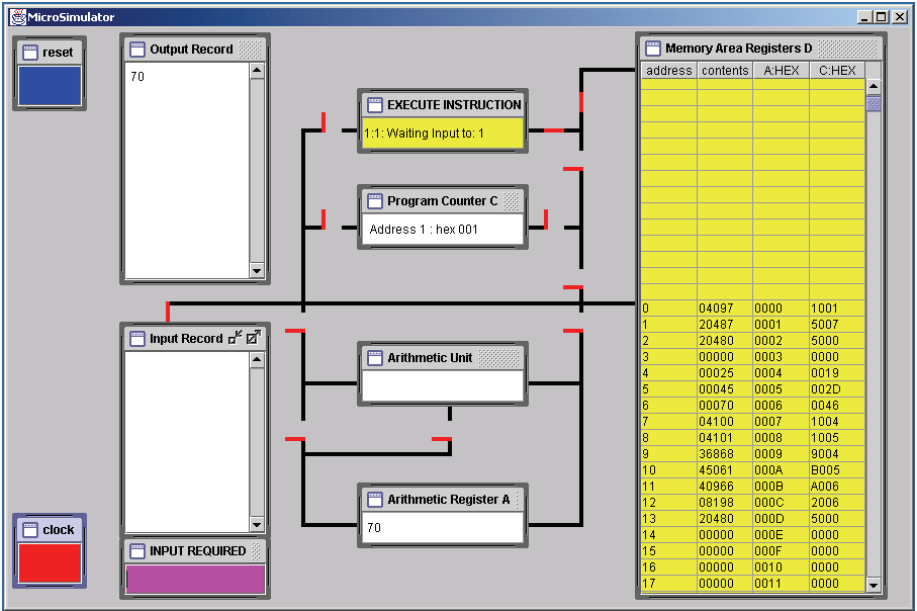 MicroSimulator
reset
Output Record
70
EXECUTE INSTRUCTION
1:1: Waiting Input to: 1
Program Counter C
Address 1 : hex 001
Input Record
Arithmetic Unit
Arithmetic Register A
70
clock
INPUT REQUIRED
Memory Area Registers D
address contents A:HEX C:HEX
0 04097 0000 1001
1 20487 0001 5007
2 20480 0002 5000
3 00000 0003 0000
4 00025 0004 0019
5 00045 0005 002D
6 00070 0006 0046
7 04100 0007 1004
8 04101 0008 1005
9 36868 0009 9004
10 45061 000A B005
11 40966 000B A006
12 08198 000C 2006
13 20480 000D 5000
14 00000 000E 0000
15 00000 000F 0000
16 00000 0010 0000
17 00000 0011 0000